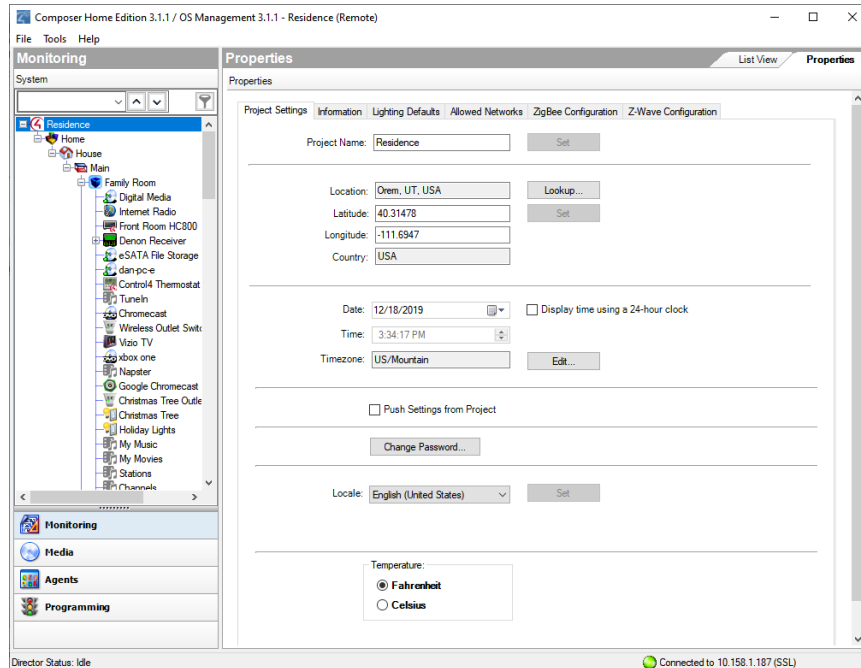 Composer Home Edition 3.1.1 / OS Management 3.1.1 - Residence (Remote)
File Tools Help
Monitoring
System
Residence
Home
House
Main
Family Room
Digital Media
Internet Radio
Front Room HC800
Denon Receiver
eSATA File Storage
dan-pc-e
Control4 Thermostat
TuneIn
Chromecast
Wireless Outlet Switc
Vizio TV
xbox one
Napster
Google Chromecast
Christmas Tree Outle
Christmas Tree
Holiday Lights
My Music
My Movies
Stations
Channels
Monitoring
Media
Agents
Programming
Properties
List View
Properties
Properties
Project Settings Information Lighting Defaults Allowed Networks ZigBee Configuration Z-Wave Configuration
Project Name: Residence Set
Location: Orem, UT, USA Lookup...
Latitude: 40.31478 Set
Longitude: -111.6947
Country: USA
Date: 12/18/2019 Display time using a 24-hour clock
Time: 3:34:17 PM
Timezone: US/Mountain Edit...
Push Settings from Project
Change Password...
Locale: English (United States) Set
Temperature:
Fahrenheit
Celsius
Director Status: Idle
Connected to 10.158.1.187 (SSL)